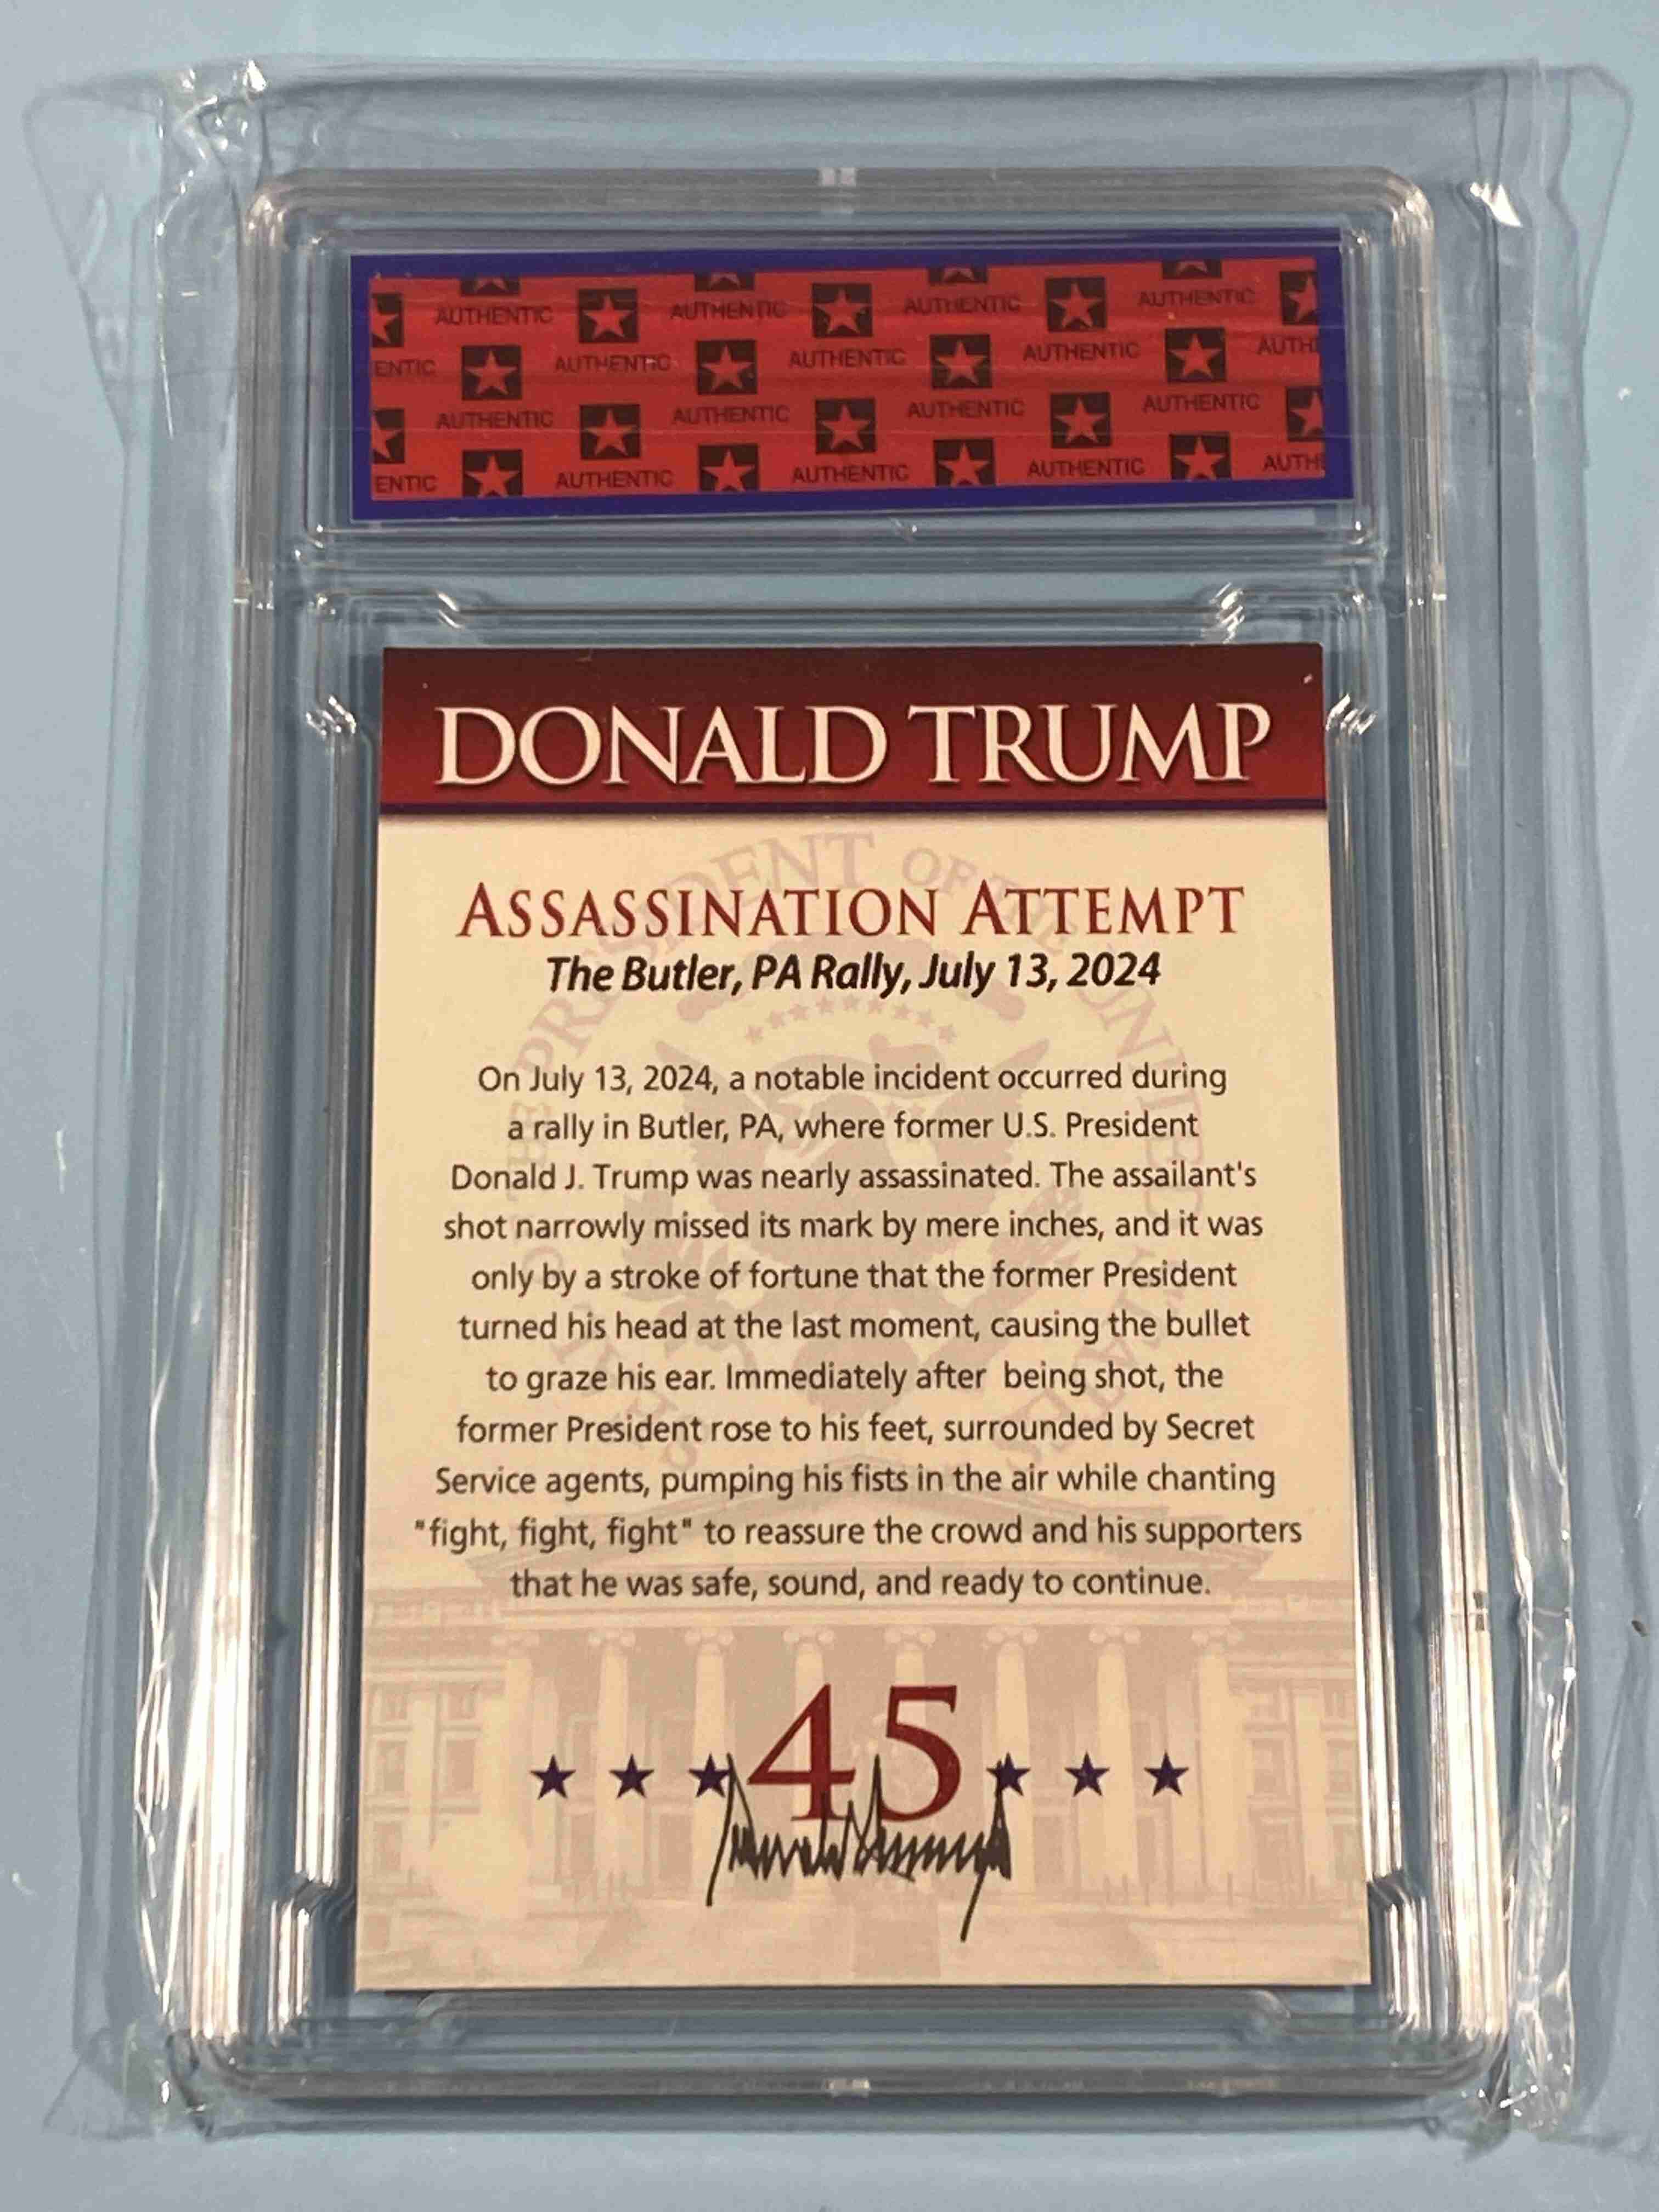 AUTHENTIC AUTHENTIC AUTHENTIC AUTHENTIC
ENTIC AUTHENTIC AUTHENTIC AUTHENTIC AUTH
AUTHENTIC AUTHENTIC AUTHENTIC AUTHENTIC
ENTIC AUTHENTIC AUTHENTIC AUTHENTIC AUTH
DONALD TRUMP
ASSASSINATION ATTEMPT
The Butler, PA Rally, July 13, 2024
On July 13, 2024, a notable incident occurred during
a rally in Butler, PA, where former U.S. President
Donald J. Trump was nearly assassinated. The assailant's
shot narrowly missed its mark by mere inches, and it was
only by a stroke of fortune that the former President
turned his head at the last moment, causing the bullet
to graze his ear. Immediately after being shot, the
former President rose to his feet, surrounded by Secret
Service agents, pumping his fists in the air while chanting
"fight, fight, fight" to reassure the crowd and his supporters
that he was safe, sound, and ready to continue.
45